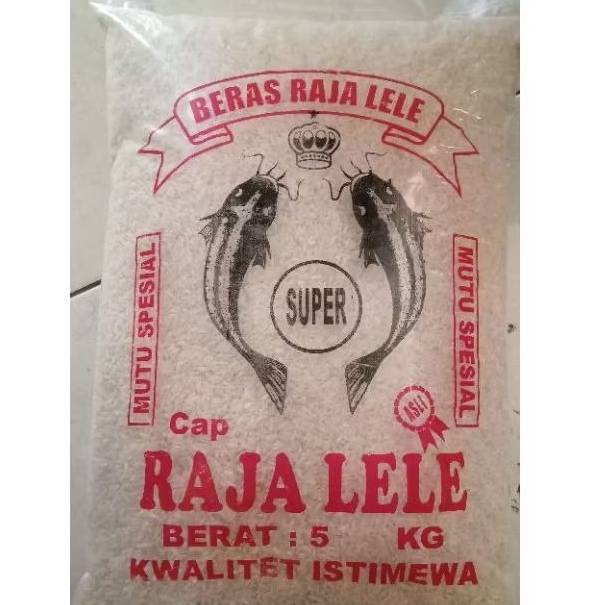 BERAS RAJA LELE
MUTU SPESIAL
SUPER
MUTU SPESIAL
ASLI
Cap
RAJA LELE
BERAT : 5 KG
KWALITET ISTIMEWA